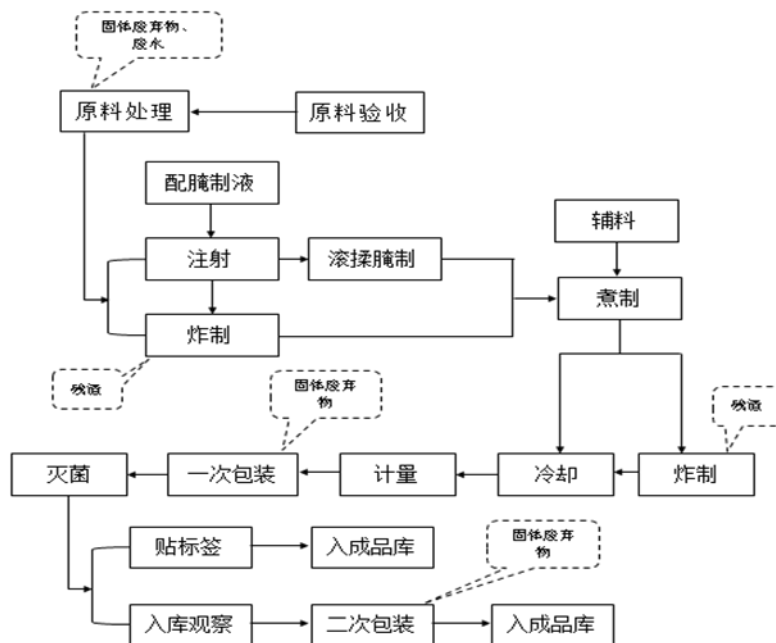 固体废弃物、
废水
原料处理
原料验收
配腌制液
辅料
注射
滚揉腌制
煮制
炸制
残渣
固体废弃
物
残渣
灭菌
一次包装
计量
冷却
炸制
贴标签
入成品库
固体废弃
物
入库观察
二次包装
入成品库